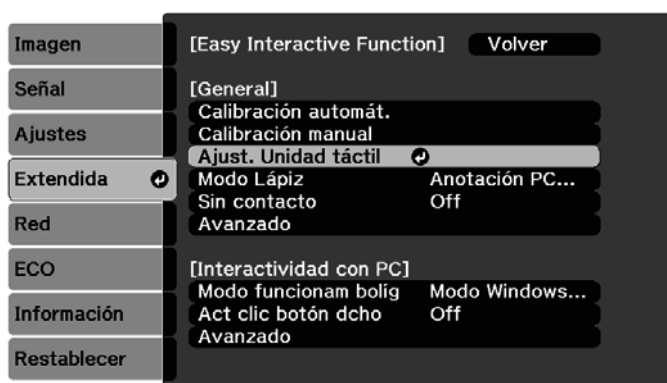 Imagen
Señal
Ajustes
Extendida
Red
ECO
Información
Restablecer
[Easy Interactive Function] Volver
[General]
Calibración automát.
Calibración manual
Ajust. Unidad táctil
Modo Lápiz Anotación PC...
Sin contacto Off
Avanzado
[Interactividad con PC]
Modo funcionam bolíg Modo Windows...
Act clic botón dcho Off
Avanzado